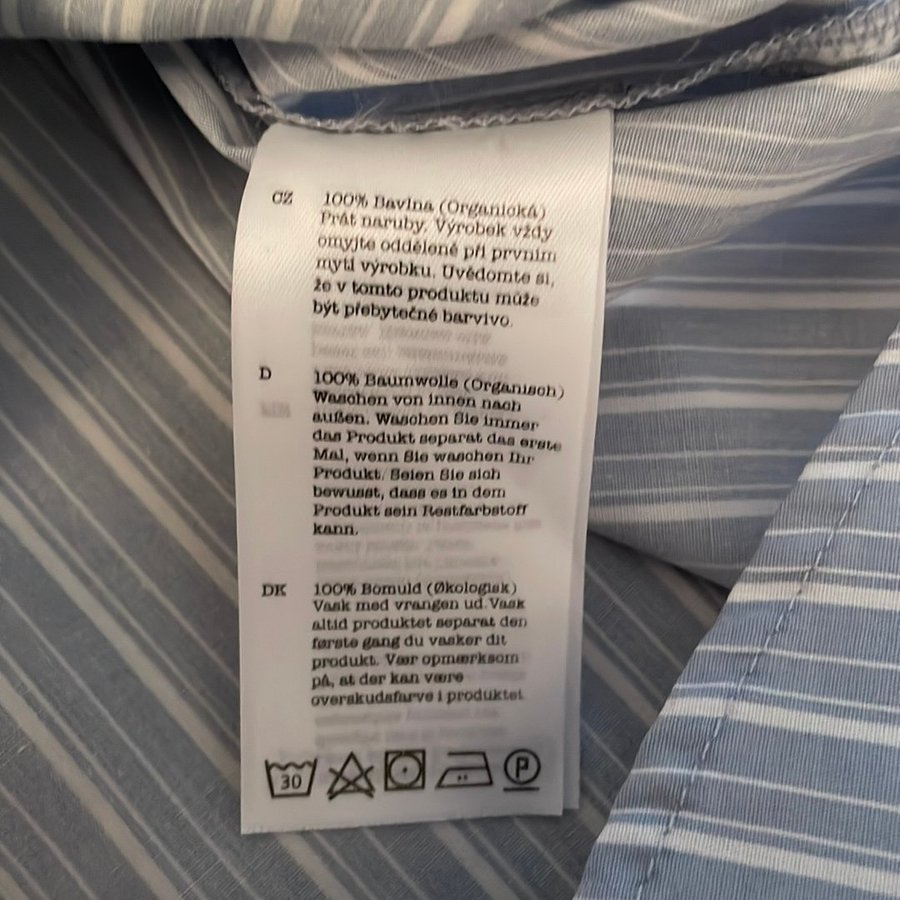 CZ
100% Bavlna (Organická)
Prát naruby. Výrobek vždy
omyjte odděleně při prvním
mytí výrobku. Uvědomte si,
že v tomto produktu může
být přebytečné barvivo.
D
100% Baumwolle (Organisch)
Waschen von innen nach
außen. Waschen Sie immer
das Produkt separat das erste
Mal, wenn Sie waschen Ihr
Produkt. Seien Sie sich
bewusst, dass es in dem
Produkt sein Restfarbstoff
kann.
DK
100% Bomuld (Økologisk)
Vask med vrangen ud. Vask
altid produktet separat den
første gang du vasker dit
produkt. Vær opmærksom
på, at der kan være
overskudsfarve i produktet.
30 P